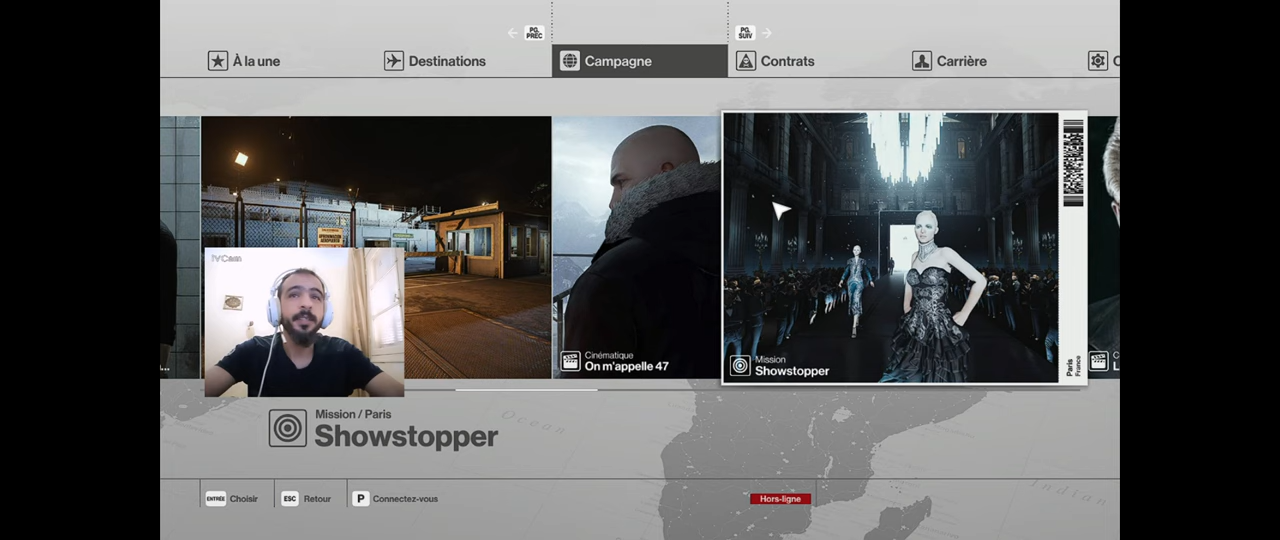 PG. PRÉC
PG. SUIV
À la une
Destinations
Campagne
Contrats
Carrière
C
iVCam
Cinématique
On m'appelle 47
Mission
Showstopper
Paris
France
C
L
...
Mission / Paris
Showstopper
Ocean
Indian
ENTRÉE Choisir
ESC Retour
P Connectez-vous
Hors-ligne